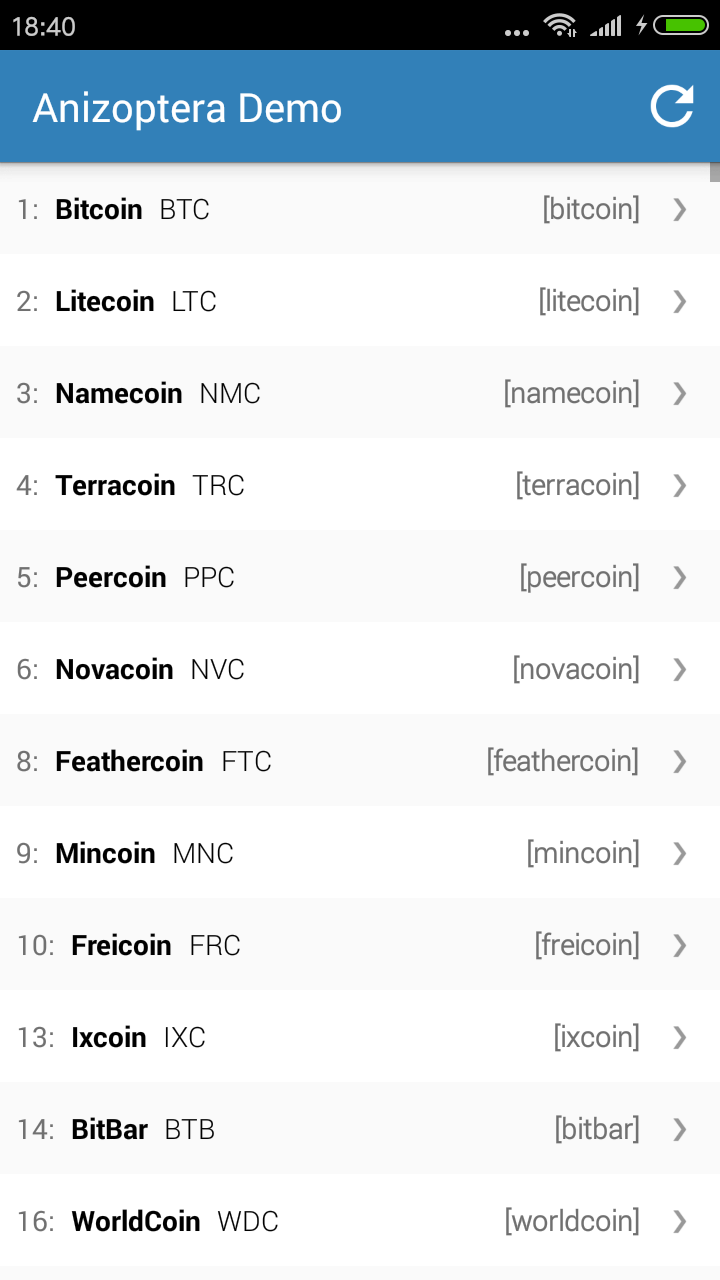 18:40
Anizoptera Demo
1: Bitcoin BTC [bitcoin] ❯
2: Litecoin LTC [litecoin] ❯
3: Namecoin NMC [namecoin] ❯
4: Terracoin TRC [terracoin] ❯
5: Peercoin PPC [peercoin] ❯
6: Novacoin NVC [novacoin] ❯
8: Feathercoin FTC [feathercoin] ❯
9: Mincoin MNC [mincoin] ❯
10: Freicoin FRC [freicoin] ❯
13: Ixcoin IXC [ixcoin] ❯
14: BitBar BTB [bitbar] ❯
16: WorldCoin WDC [worldcoin] ❯